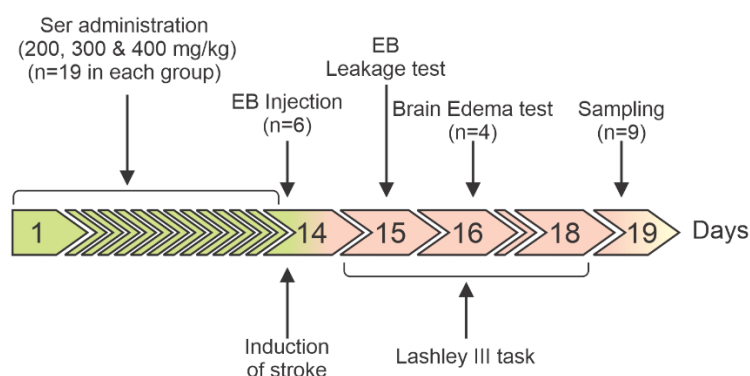 Ser administration
(200, 300 & 400 mg/kg)
(n=19 in each group)
EB Injection
(n=6)
EB
Leakage test
Brain Edema test
(n=4)
Sampling
(n=9)
1 14 15 16 18 19 Days
Induction
of stroke
Lashley III task